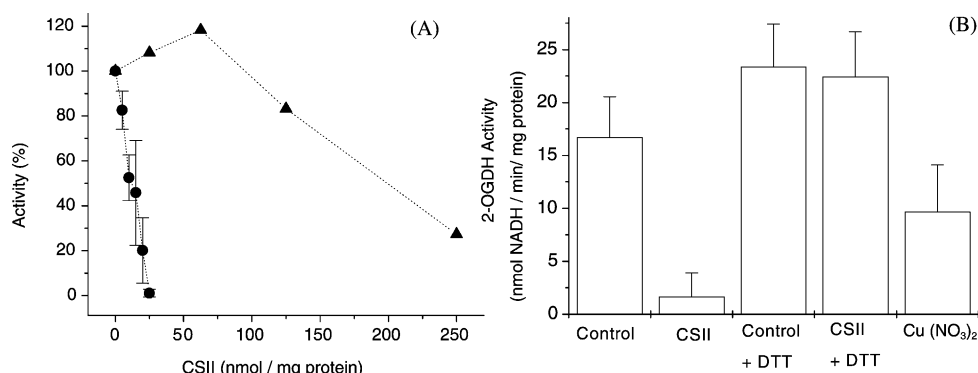 (A)
Activity (%)
120
100
80
60
40
20
0
0 50 100 150 200 250
CSII (nmol / mg protein)
(B)
2-OGDH Activity
(nmol NADH / min/ mg protein)
25
20
15
10
5
0
Control CSII Control CSII Cu (NO₃)₂
+ DTT + DTT